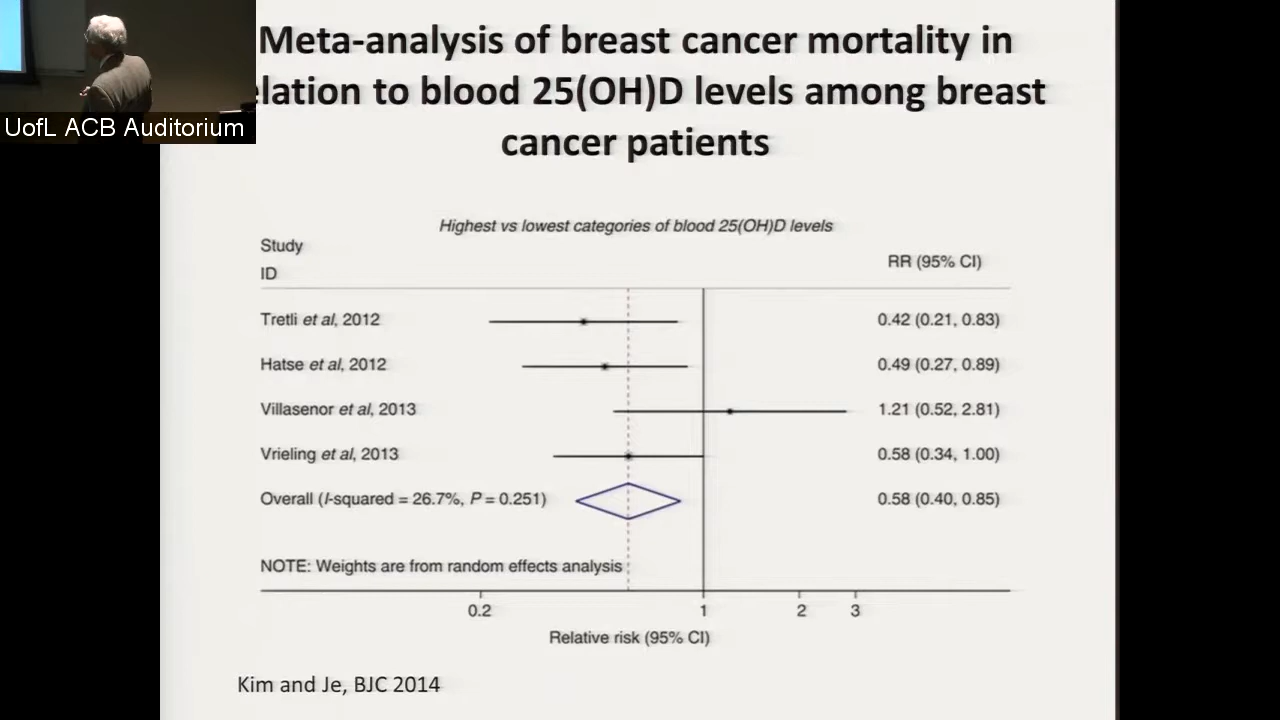 Meta-analysis of breast cancer mortality in
elation to blood 25(OH)D levels among breast
cancer patients
UofL ACB Auditorium
Highest vs lowest categories of blood 25(OH)D levels
Study
ID
RR (95% CI)
Tretli et al, 2012 0.42 (0.21, 0.83)
Hatse et al, 2012 0.49 (0.27, 0.89)
Villasenor et al, 2013 1.21 (0.52, 2.81)
Vrieling et al, 2013 0.58 (0.34, 1.00)
Overall (I-squared = 26.7%, P = 0.251) 0.58 (0.40, 0.85)
NOTE: Weights are from random effects analysis
0.2 1 2 3
Relative risk (95% CI)
Kim and Je, BJC 2014